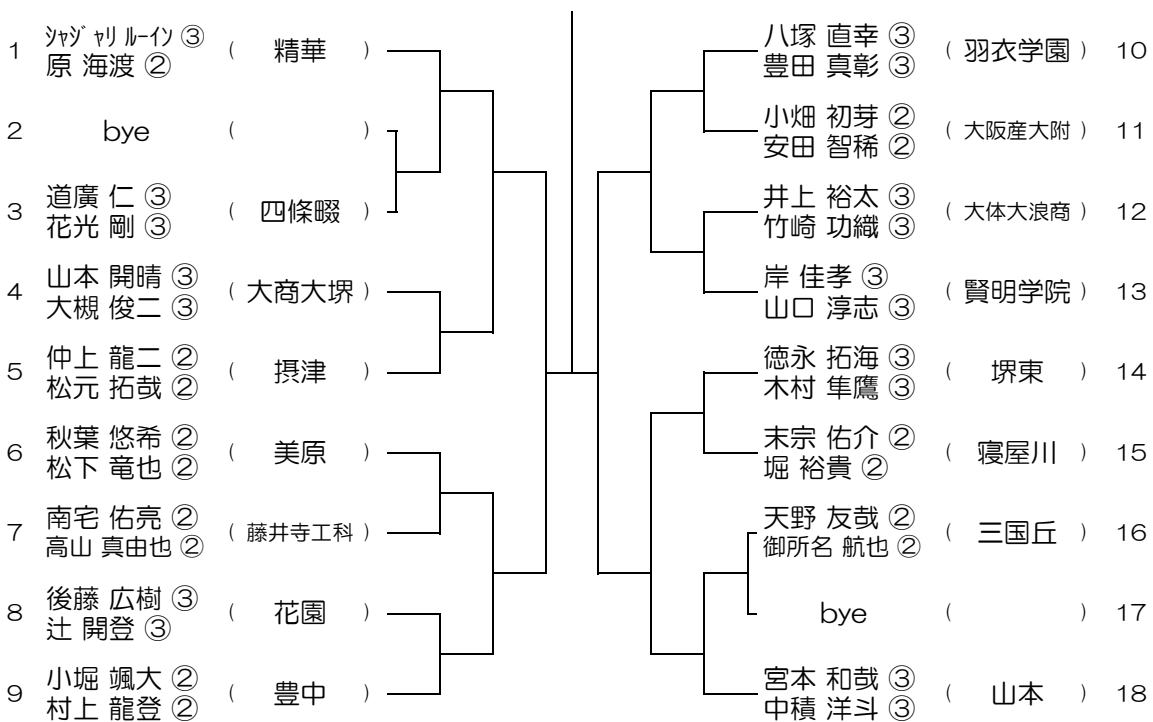 1 ｼｬｼﾞｬﾘ ﾙｰｲﾝ ③ ( 精華 )
原 海渡 ②
2 bye ( )
3 道廣 仁 ③ ( 四條畷 )
花光 剛 ③
4 山本 開晴 ③ ( 大商大堺 )
大槻 俊二 ③
5 仲上 龍二 ② ( 摂津 )
松元 拓哉 ②
6 秋葉 悠希 ② ( 美原 )
松下 竜也 ②
7 南宅 佑亮 ② ( 藤井寺工科 )
高山 真由也 ②
8 後藤 広樹 ③ ( 花園 )
辻 開登 ③
9 小堀 颯大 ② ( 豊中 )
村上 龍登 ②
八塚 直幸 ③ ( 羽衣学園 ) 10
豊田 真彰 ③
小畑 初芽 ② ( 大阪産大附 ) 11
安田 智稀 ②
井上 裕太 ③ ( 大体大浪商 ) 12
竹崎 功織 ③
岸 佳孝 ③ ( 賢明学院 ) 13
山口 淳志 ③
徳永 拓海 ③ ( 堺東 ) 14
木村 隼鷹 ③
末宗 佑介 ② ( 寝屋川 ) 15
堀 裕貴 ②
天野 友哉 ② ( 三国丘 ) 16
御所名 航也 ②
bye ( ) 17
宮本 和哉 ③ ( 山本 ) 18
中積 洋斗 ③